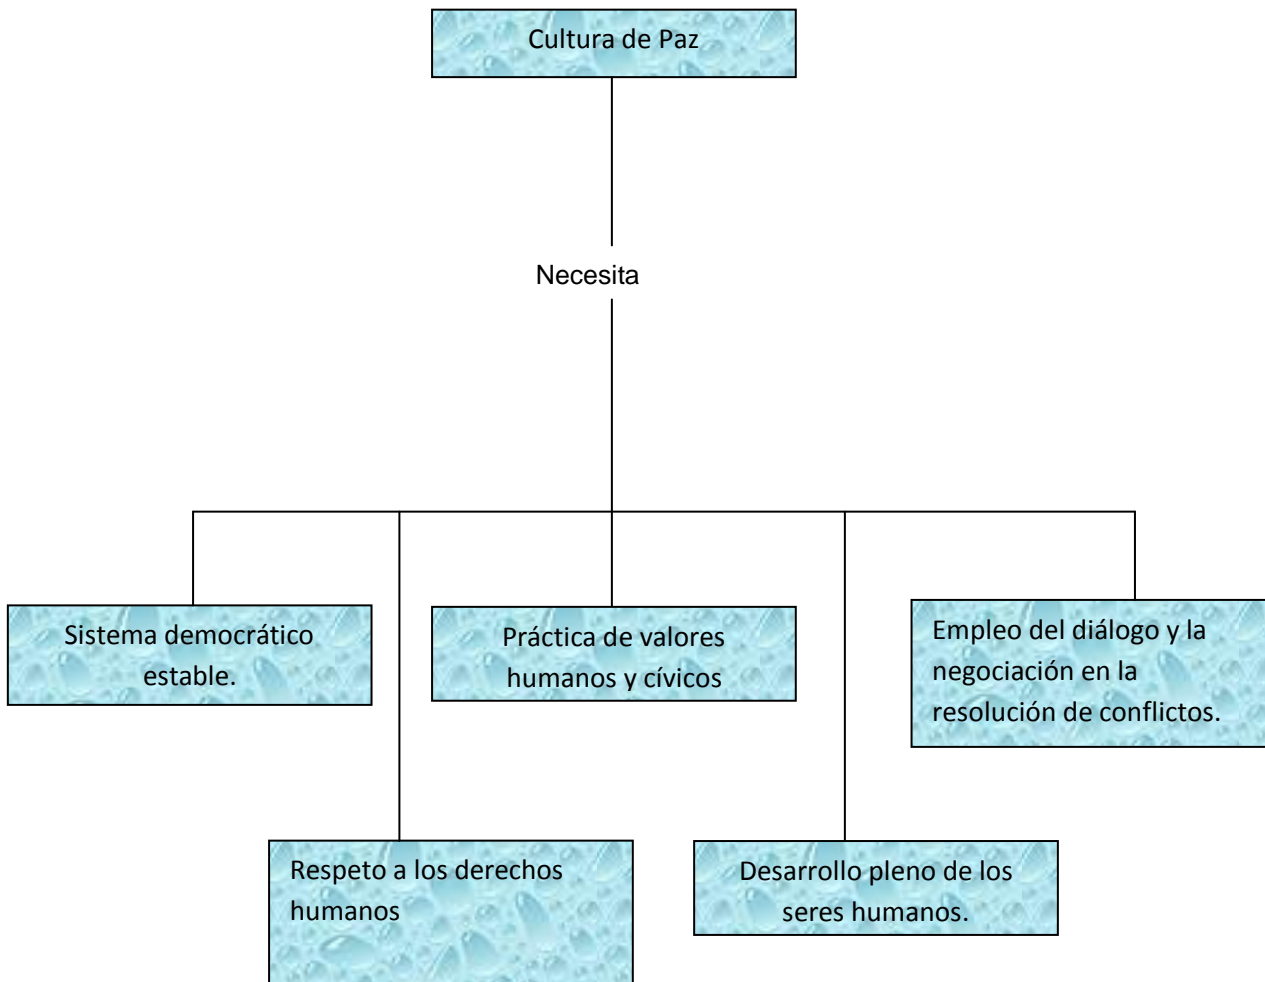 Cultura de Paz
Necesita
Sistema democrático
estable.
Práctica de valores
humanos y cívicos
Empleo del diálogo y la
negociación en la
resolución de conflictos.
Respeto a los derechos
humanos
Desarrollo pleno de los
seres humanos.